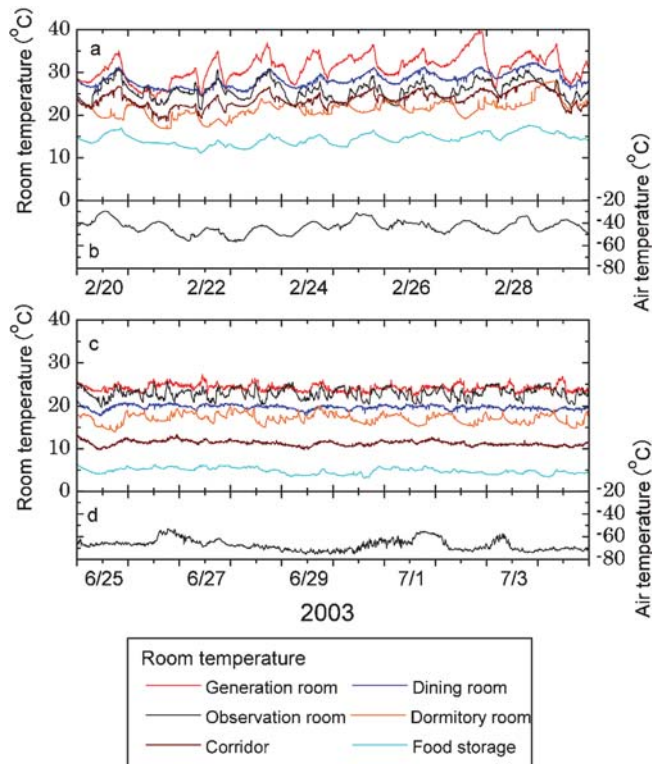 Room temperature (°C)
40
30
20
10
0
a
b
-20
-40
-60
-80
Air temperature (°C)
2/20 2/22 2/24 2/26 2/28
Room temperature (°C)
40
30
20
10
0
c
d
-20
-40
-60
-80
Air temperature (°C)
6/25 6/27 6/29 7/1 7/3
2003
Room temperature
Generation room Dining room
Observation room Dormitory room
Corridor Food storage